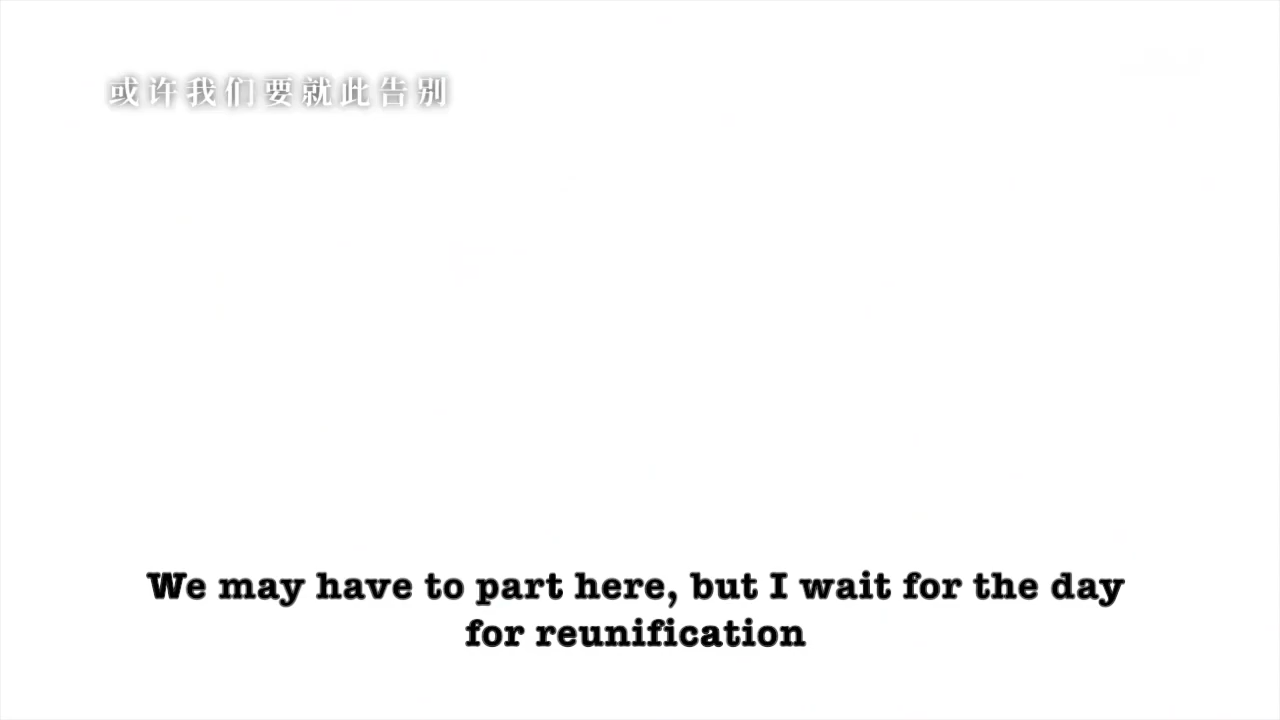 或许我们要就此告别
We may have to part here, but I wait for the day
for reunification